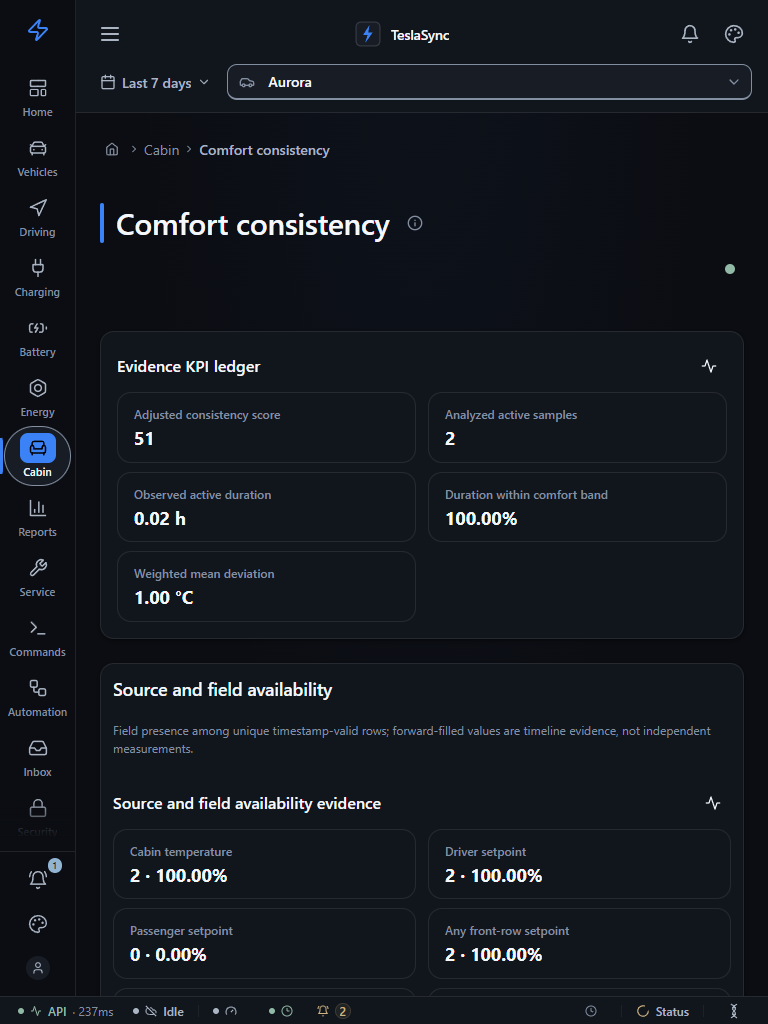 TeslaSync
Last 7 days
Aurora
Home
Vehicles
Driving
Charging
Battery
Energy
Cabin
Reports
Service
Commands
Automation
Inbox
Security
1
Cabin
Comfort consistency
Comfort consistency
Evidence KPI ledger
Adjusted consistency score
51
Analyzed active samples
2
Observed active duration
0.02 h
Duration within comfort band
100.00%
Weighted mean deviation
1.00 °C
Source and field availability
Field presence among unique timestamp-valid rows; forward-filled values are timeline evidence, not independent
measurements.
Source and field availability evidence
Cabin temperature
2 · 100.00%
Driver setpoint
2 · 100.00%
Passenger setpoint
0 · 0.00%
Any front-row setpoint
2 · 100.00%
API · 237ms
Idle
2
Status